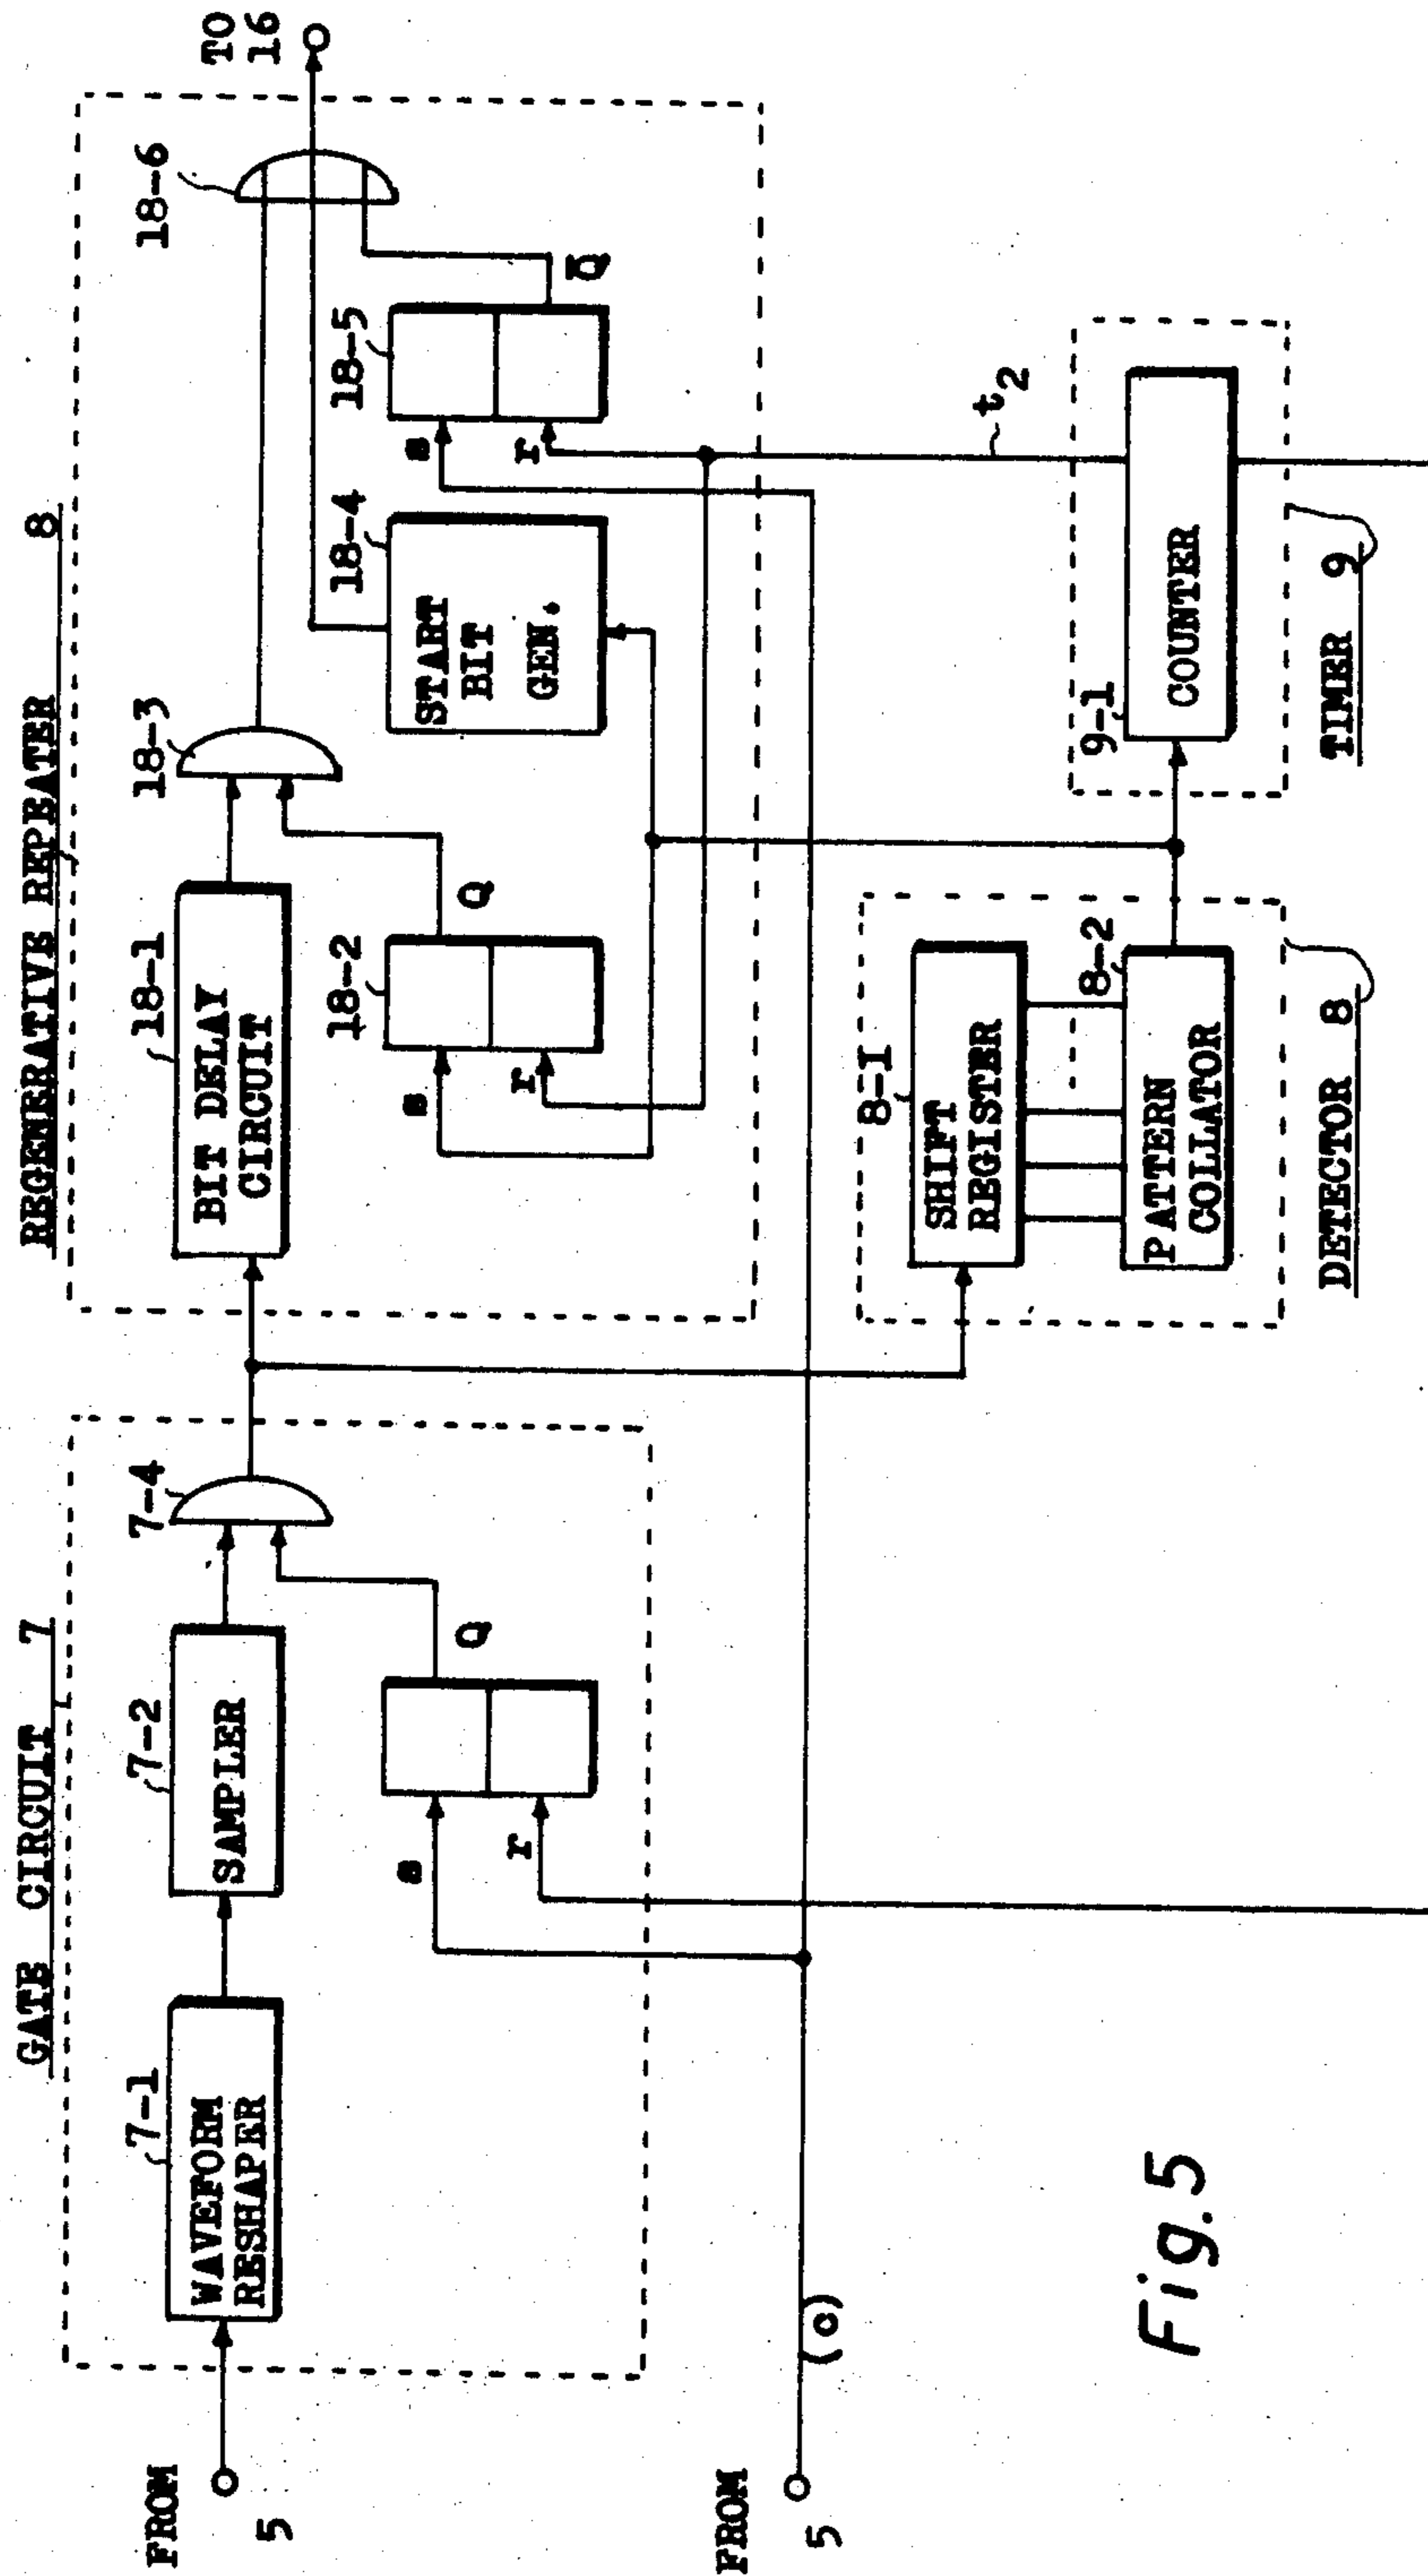 GATE CIRCUIT 7
REGENERATIVE REPEATER 8
FROM
5
7-1
WAVEFORM
RESHAPER
7-2
SAMPLER
7-4
s
r
Q
18-1
BIT DELAY
CIRCUIT
18-2
s
r
Q
18-3
18-4
START
BIT
GEN.
18-5
s
r
Q̅
18-6
TO
16
FROM
5
(o)
8-1
SHIFT
REGISTER
8-2
PATTERN
COLLATOR
DETECTOR 8
9-1
COUNTER
t2
TIMER 9
Fig. 5